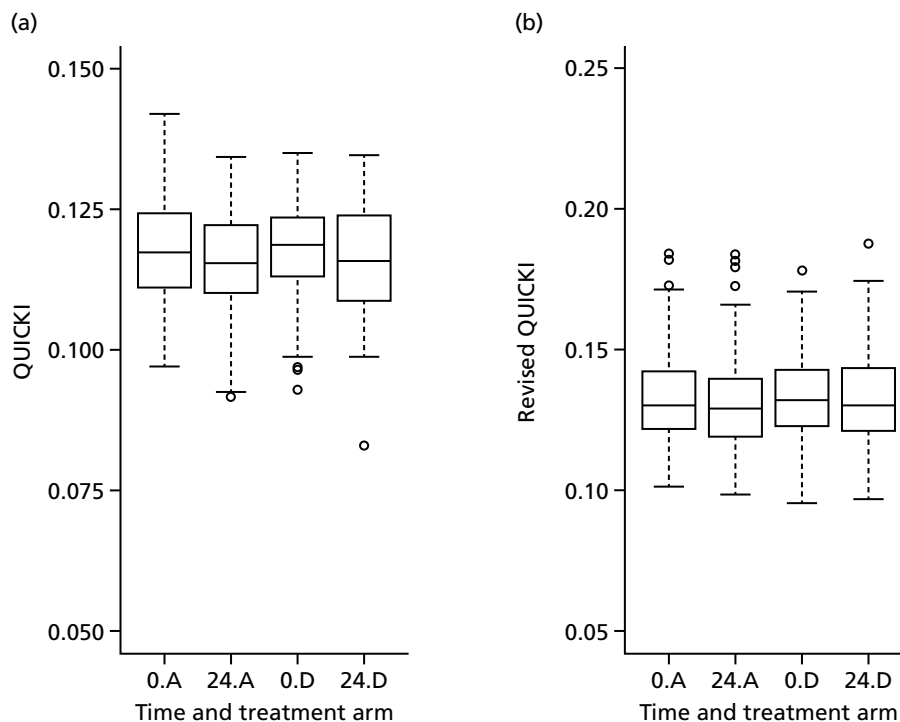 (a)
QUICKI
0.150
0.125
0.100
0.075
0.050
0.A 24.A 0.D 24.D
Time and treatment arm
(b)
Revised QUICKI
0.25
0.20
0.15
0.10
0.05
0.A 24.A 0.D 24.D
Time and treatment arm